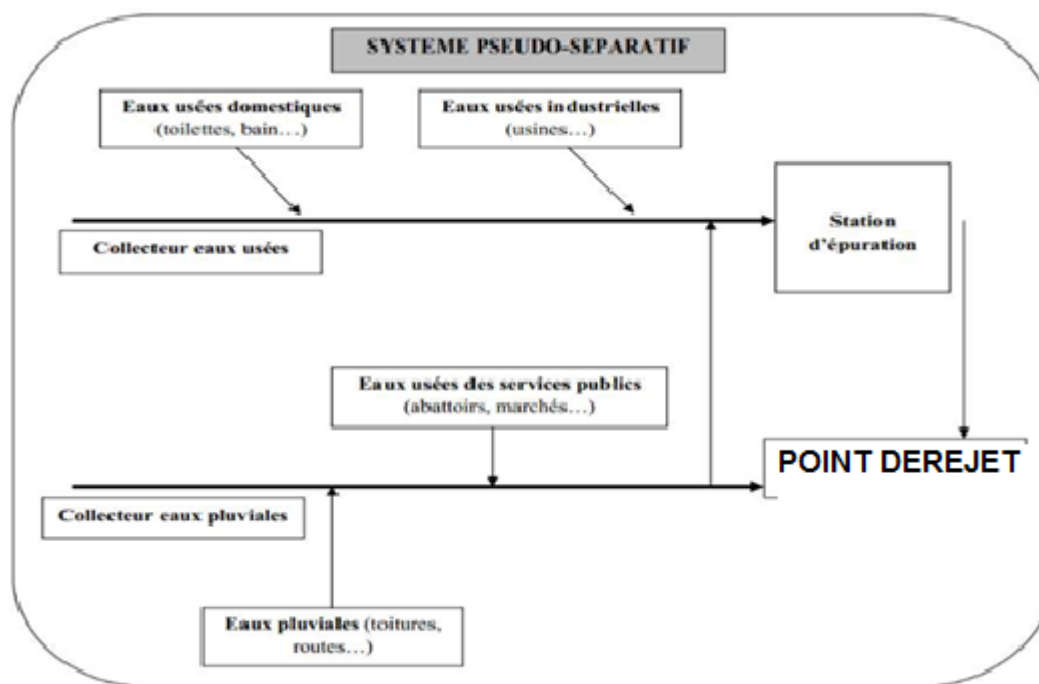 SYSTEME PSEUDO-SEPARATIF
Eaux usées domestiques
(toilettes, bain…)
Eaux usées industrielles
(usines…)
Station
d'épuration
Collecteur eaux usées
Eaux usées des services publics
(abattoirs, marchés…)
POINT DEREJET
Collecteur eaux pluviales
Eaux pluviales (toitures,
routes…)